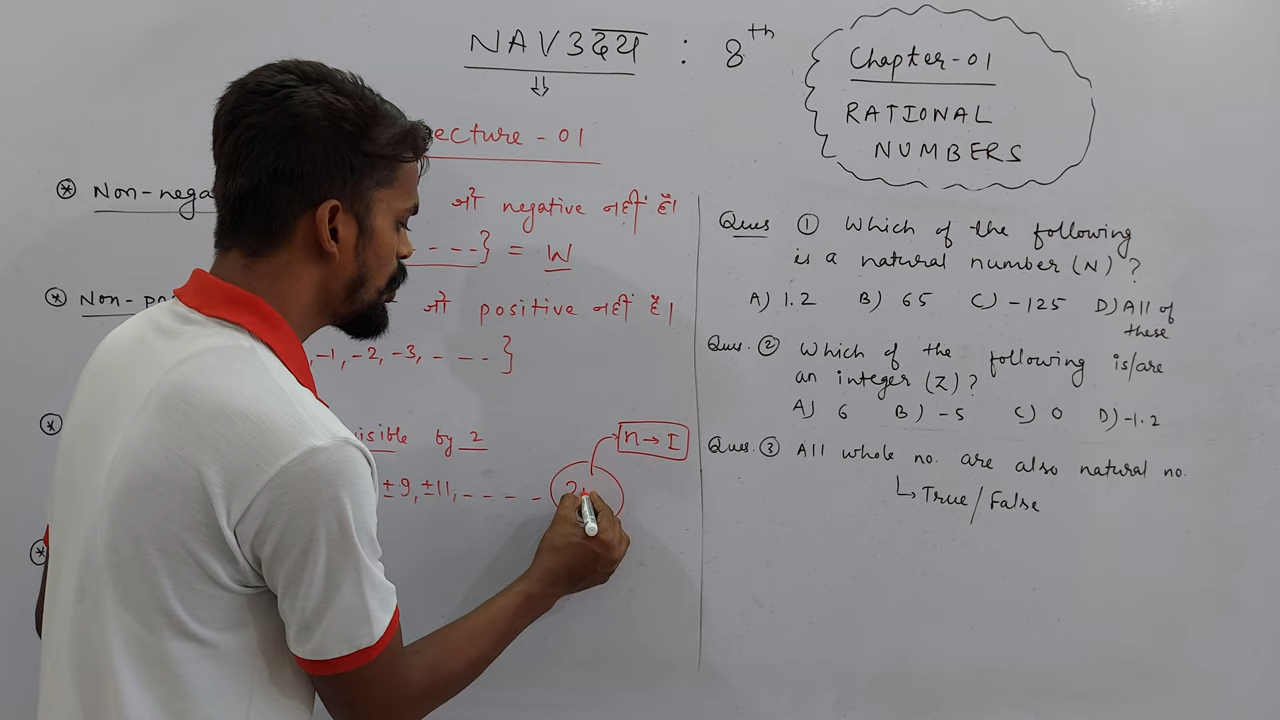 NAV उदय : 8th
⇓
ecture - 01
Chapter-01
RATIONAL
NUMBERS
* Non-nega जो negative नहीं है।
- ---} = W
* Non-po जो positive नहीं है।
, -1, -2, -3, - --- }
* isible by 2
n → I
± 9, ±11, - - - -
*
Ques ① Which of the following
is a natural number (N) ?
A) 1.2 B) 65 C) -125 D) All of these
Ques. ② Which of the following is/are
an integer (Z) ?
A) 6 B) -5 C) 0 D) -1.2
Ques. ③ All whole no. are also natural no.
↳ True / False